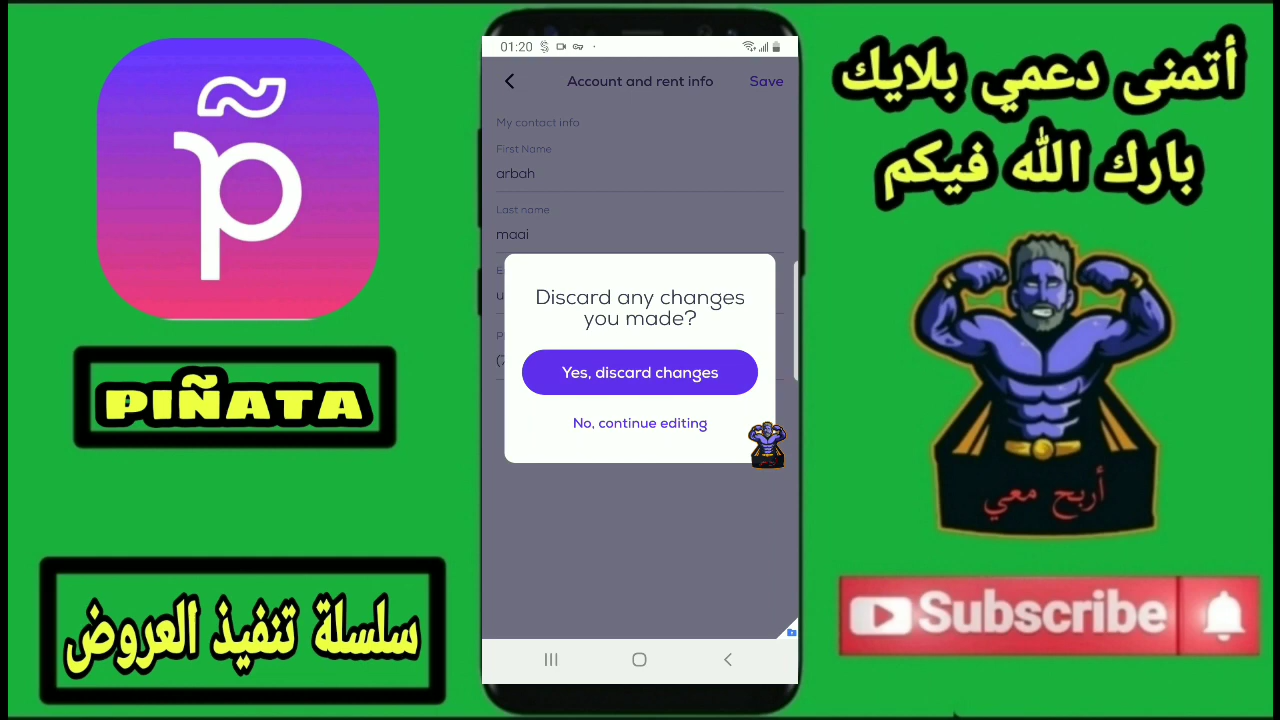 p̃
PIÑATA
سلسلة تنفيذ العروض
01:20
Account and rent info
Save
My contact info
First Name
arbah
Last name
maai
Discard any changes
you made?
Yes, discard changes
No, continue editing
أتمنى دعمي بلايك
بارك الله فيكم
أربح معي
Subscribe